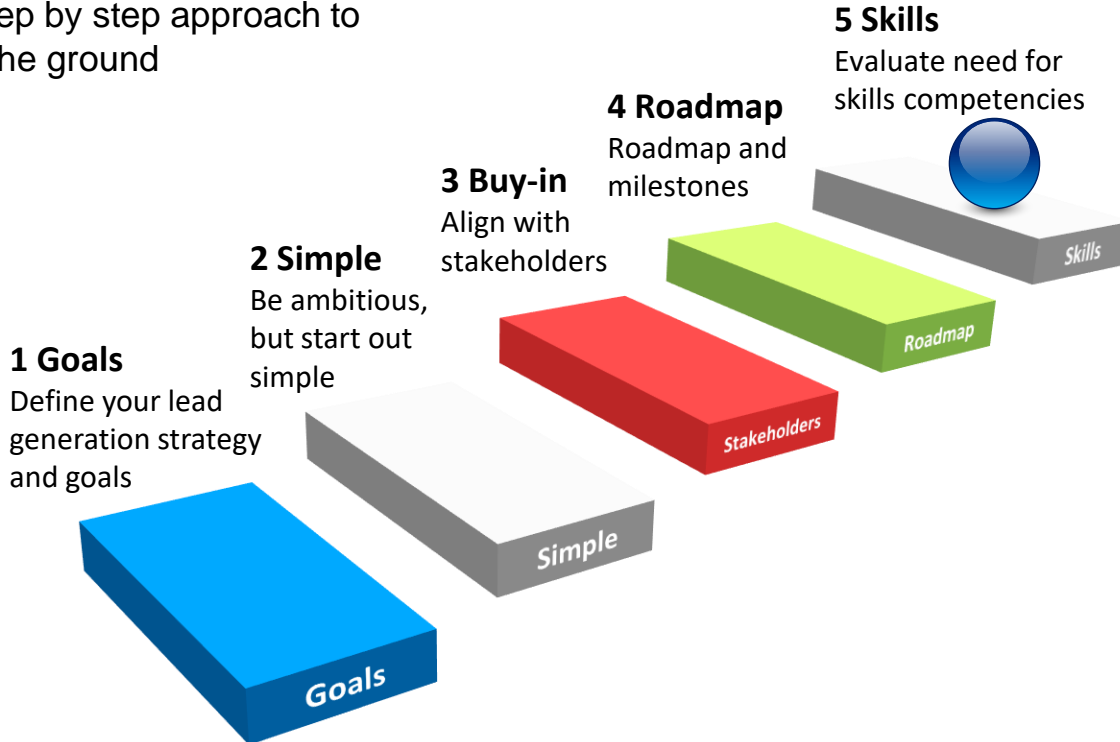 ep by step approach to
he ground
1 Goals
Define your lead
generation strategy
and goals
2 Simple
Be ambitious,
but start out
simple
3 Buy-in
Align with
stakeholders
4 Roadmap
Roadmap and
milestones
5 Skills
Evaluate need for
skills competencies
Goals
Simple
Stakeholders
Roadmap
Skills